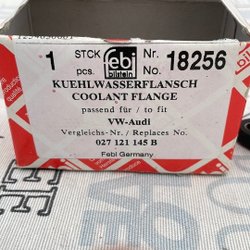 1 STCK pcs. febi bilstein Nr. No. 18256
KUEHLWASSERFLANSCH
COOLANT FLANGE
passend für / to fit
VW-Audi
Vergleichs-Nr. / Replaces No.
027 121 145 B
Febi Germany